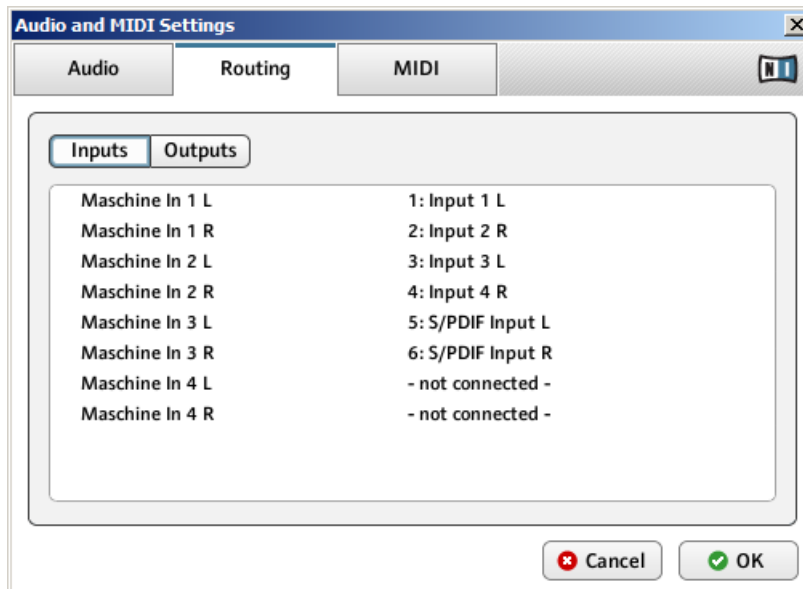 Audio and MIDI Settings
Audio Routing MIDI
NI
Inputs Outputs
Maschine In 1 L 1: Input 1 L
Maschine In 1 R 2: Input 2 R
Maschine In 2 L 3: Input 3 L
Maschine In 2 R 4: Input 4 R
Maschine In 3 L 5: S/PDIF Input L
Maschine In 3 R 6: S/PDIF Input R
Maschine In 4 L - not connected -
Maschine In 4 R - not connected -
Cancel OK